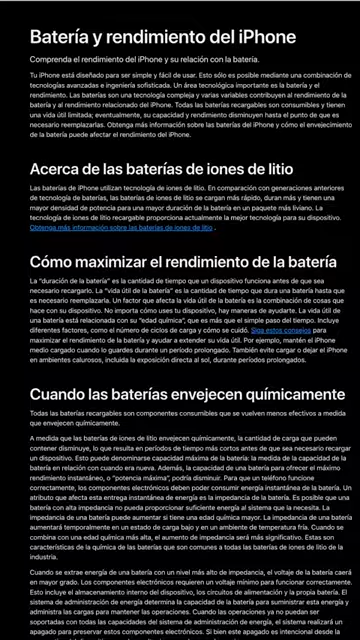 Batería y rendimiento del iPhone
Comprenda el rendimiento del iPhone y su relación con la batería.
Tu iPhone está diseñado para ser simple y fácil de usar. Esto sólo es posible mediante una combinación de
tecnologías avanzadas e ingeniería sofisticada. Un área tecnológica importante es la batería y el
rendimiento. Las baterías son una tecnología compleja y varias variables contribuyen al rendimiento de la
batería y al rendimiento relacionado del iPhone. Todas las baterías recargables son consumibles y tienen
una vida útil limitada; eventualmente, su capacidad y rendimiento disminuyen hasta el punto de que es
necesario reemplazarlas. Obtenga más información sobre las baterías del iPhone y cómo el envejecimiento
de la batería puede afectar el rendimiento del iPhone.
Acerca de las baterías de iones de litio
Las baterías de iPhone utilizan tecnología de iones de litio. En comparación con generaciones anteriores
de tecnología de baterías, las baterías de iones de litio se cargan más rápido, duran más y tienen una
mayor densidad de potencia para una mayor duración de la batería en un paquete más liviano. La
tecnología de iones de litio recargable proporciona actualmente la mejor tecnología para su dispositivo.
Obtenga más información sobre las baterías de iones de litio .
Cómo maximizar el rendimiento de la batería
La "duración de la batería" es la cantidad de tiempo que un dispositivo funciona antes de que sea
necesario recargarlo. La "vida útil de la batería" es la cantidad de tiempo que dura una batería hasta que
es necesario reemplazarla. Un factor que afecta la vida útil de la batería es la combinación de cosas que
hace con su dispositivo. No importa cómo uses tu dispositivo, hay maneras de ayudarte. La vida útil de
una batería está relacionada con su "edad química", que es más que el simple paso del tiempo. Incluye
diferentes factores, como el número de ciclos de carga y cómo se cuidó. Siga estos consejos para
maximizar el rendimiento de la batería y ayudar a extender su vida útil. Por ejemplo, mantén el iPhone
medio cargado cuando lo guardes durante un período prolongado. También evite cargar o dejar el iPhone
en ambientes calurosos, incluida la exposición directa al sol, durante períodos prolongados.
Cuando las baterías envejecen químicamente
Todas las baterías recargables son componentes consumibles que se vuelven menos efectivos a medida
que envejecen químicamente.
A medida que las baterías de iones de litio envejecen químicamente, la cantidad de carga que pueden
contener disminuye, lo que resulta en períodos de tiempo más cortos antes de que sea necesario recargar
un dispositivo. Esto puede denominarse capacidad máxima de la batería: la medida de la capacidad de la
batería en relación con cuando era nueva. Además, la capacidad de una batería para ofrecer el máximo
rendimiento instantáneo, o "potencia máxima", podría disminuir. Para que un teléfono funcione
correctamente, los componentes electrónicos deben poder consumir energía instantánea de la batería. Un
atributo que afecta esta entrega instantánea de energía es la impedancia de la batería. Es posible que una
batería con alta impedancia no pueda proporcionar suficiente energía al sistema que la necesita. La
impedancia de una batería puede aumentar si tiene una edad química mayor. La impedancia de una batería
aumentará temporalmente en un estado de carga bajo y en un ambiente de temperatura fría. Cuando se
combina con una edad química más alta, el aumento de impedancia será más significativo. Estas son
características de la química de las baterías que son comunes a todas las baterías de iones de litio de la
industria.
Cuando se extrae energía de una batería con un nivel más alto de impedancia, el voltaje de la batería caerá
en mayor grado. Los componentes electrónicos requieren un voltaje mínimo para funcionar correctamente.
Esto incluye el almacenamiento interno del dispositivo, los circuitos de alimentación y la propia batería. El
sistema de administración de energía determina la capacidad de la batería para suministrar esta energía y
administra las cargas para mantener las operaciones. Cuando las operaciones ya no puedan ser
soportadas con todas las capacidades del sistema de administración de energía, el sistema realizará un
apagado para preservar estos componentes electrónicos. Si bien este apagado es intencional desde la